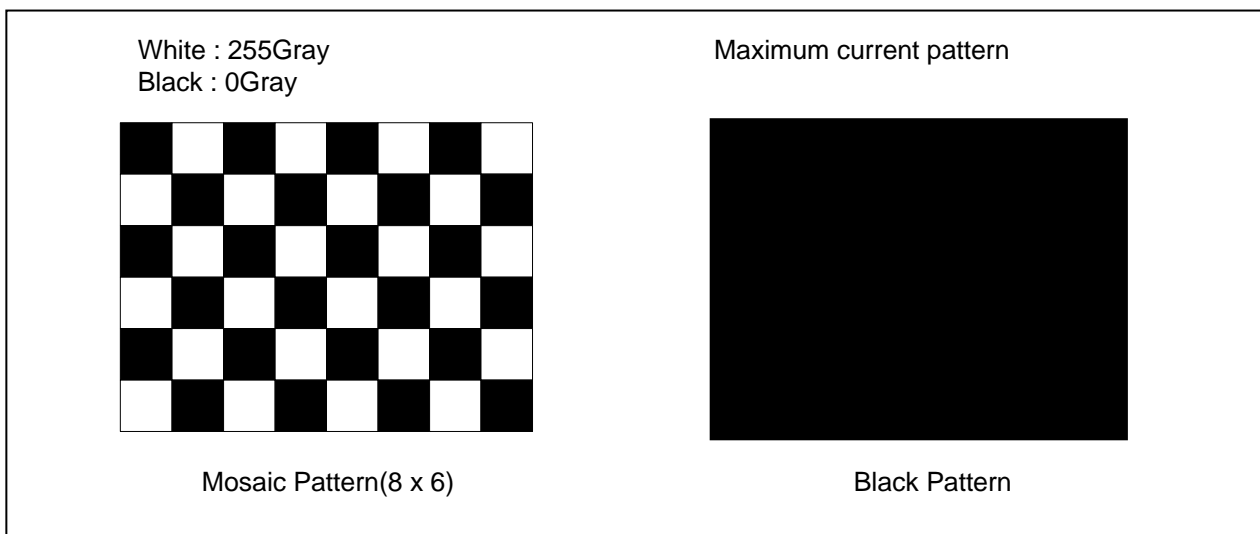 White : 255Gray
Black : 0Gray
Maximum current pattern
Mosaic Pattern(8 x 6)
Black Pattern